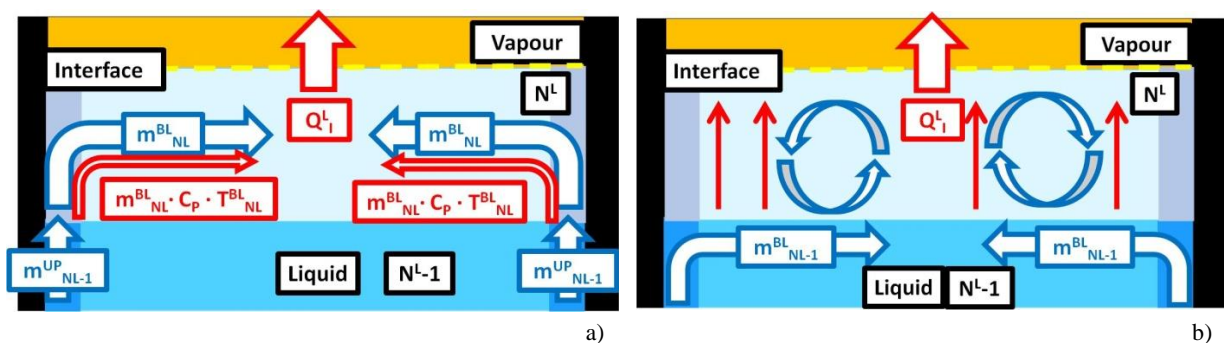 Vapour
Interface
N^L
Q^L_I
m^BL_NL
m^BL_NL
m^BL_NL · C_P · T^BL_NL
m^BL_NL · C_P · T^BL_NL
m^UP_NL-1
Liquid
N^L-1
m^UP_NL-1
a)
Vapour
Interface
N^L
Q^L_I
m^BL_NL-1
m^BL_NL-1
Liquid
N^L-1
b)